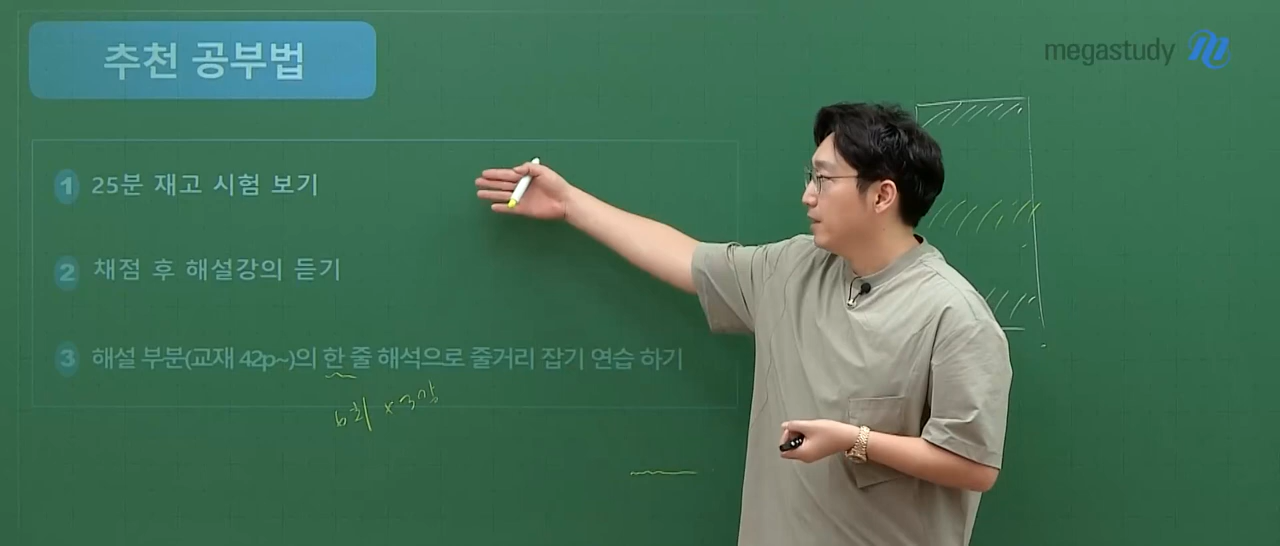 추천 공부법
megastudy
1 25분 재고 시험 보기
2 채점 후 해설강의 듣기
3 해설 부분(교재 42p~)의 한 줄 해석으로 줄거리 잡기 연습 하기
6회 x 3강